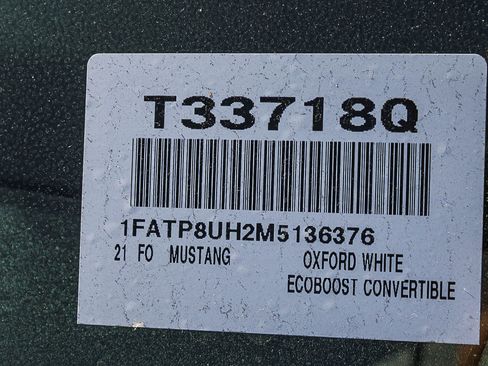 T33718Q
1FATP8UH2M5136376
21 FO MUSTANG OXFORD WHITE
ECOBOOST CONVERTIBLE